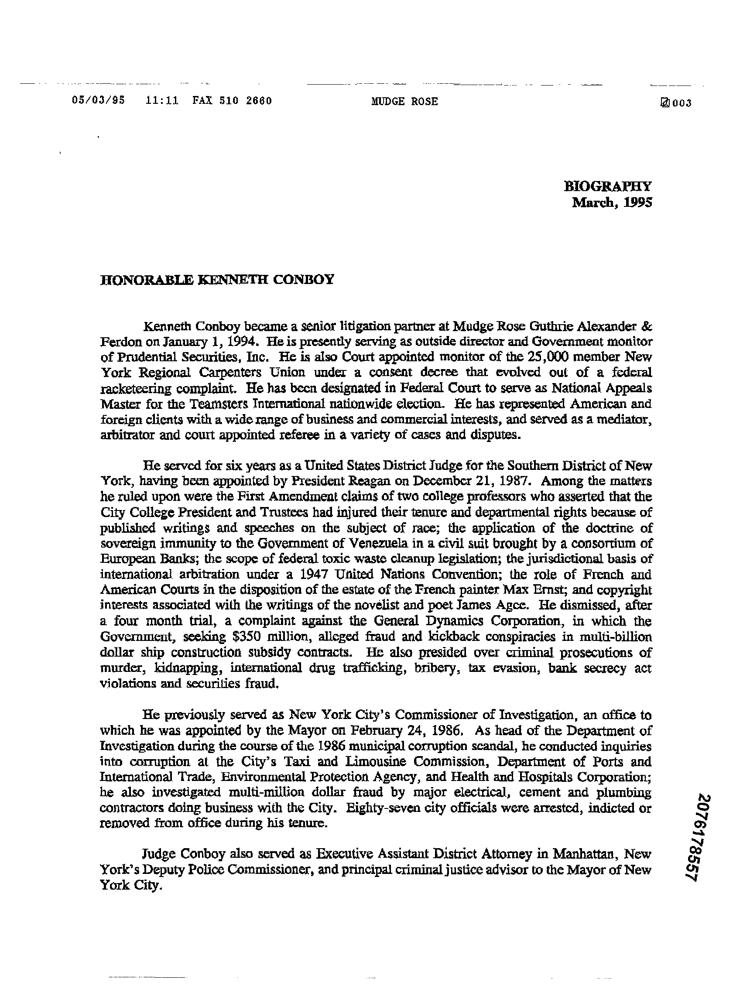 05/03/95 11:11 FAX 510 2660 MUDGE ROSE 003
BIOGRAPHY
March, 1995
HONORABLE KENNETH CONBOY
Kenneth Conboy became a senior litigation partner at Mudge Rose Guthrie Alexander &
Ferdon on January 1, 1994. He is presently serving as outside director and Government monitor
of Prudential Securities, Inc. He is also Court appointed monitor of the 25,000 member New
York Regional Carpenters Union under a consent decree that evolved out of a federal
racketeering complaint. He has been designated in Federal Court to serve as National Appeals
Master for the Teamsters International nationwide election. He has represented American and
foreign clients with a wide range of business and commercial interests, and served as a mediator,
arbitrator and court appointed referee in a variety of cases and disputes.
He served for six years as a United States District Judge for the Southern District of New
York, having been appointed by President Reagan on December 21, 1987. Among the matters
he ruled upon were the First Amendment claims of two college professors who asserted that the
City College President and Trustees had injured their tenure and departmental rights because of
published writings and speeches on the subject of race; the application of the doctrine of
sovereign immunity to the Government of Venezuela in a civil suit brought by a consortium of
European Banks; the scope of federal toxic waste cleanup legislation; the jurisdictional basis of
international arbitration under a 1947 United Nations Convention; the role of French and
American Courts in the disposition of the estate of the French painter Max Ernst; and copyright
interests associated with the writings of the novelist and poet James Agee. He dismissed, after
a four month trial, a complaint against the General Dynamics Corporation, in which the
Government, seeking $350 million, alleged fraud and kickback conspiracies in multi-billion
dollar ship construction subsidy contracts. He also presided over criminal prosecutions of
murder, kidnapping, international drug trafficking, bribery, tax evasion, bank secrecy act
violations and securities fraud.
He previously served as New York City's Commissioner of Investigation, an office to
which he was appointed by the Mayor on February 24, 1986. As head of the Department of
Investigation during the course of the 1986 municipal corruption scandal, he conducted inquiries
into corruption at the City's Taxi and Limousine Commission, Department of Ports and
International Trade, Environmental Protection Agency, and Health and Hospitals Corporation;
he also investigated multi-million dollar fraud by major electrical, cement and plumbing
contractors doing business with the City. Eighty-seven city officials were arrested, indicted or
removed from office during his tenure.
Judge Conboy also served as Executive Assistant District Attorney in Manhattan, New
York's Deputy Police Commissioner, and principal criminal justice advisor to the Mayor of New
York City.
2076178557